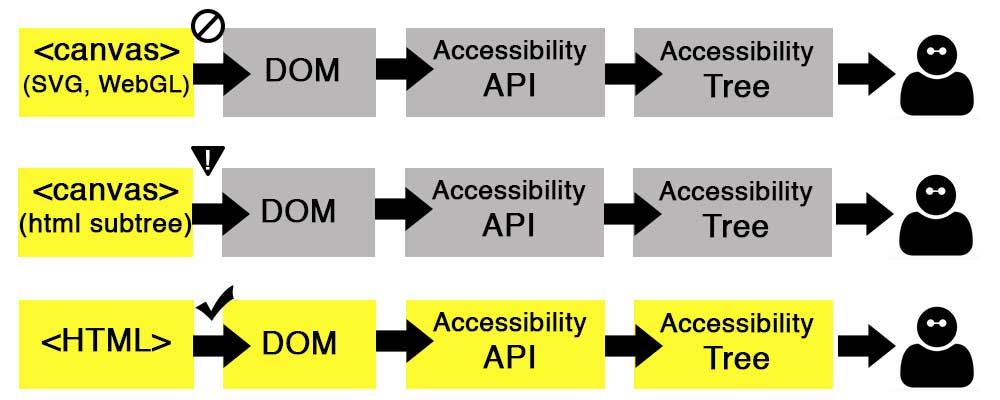 <canvas>
(SVG, WebGL)
DOM
Accessibility
API
Accessibility
Tree
<canvas>
(html subtree)
DOM
Accessibility
API
Accessibility
Tree
<HTML>
DOM
Accessibility
API
Accessibility
Tree